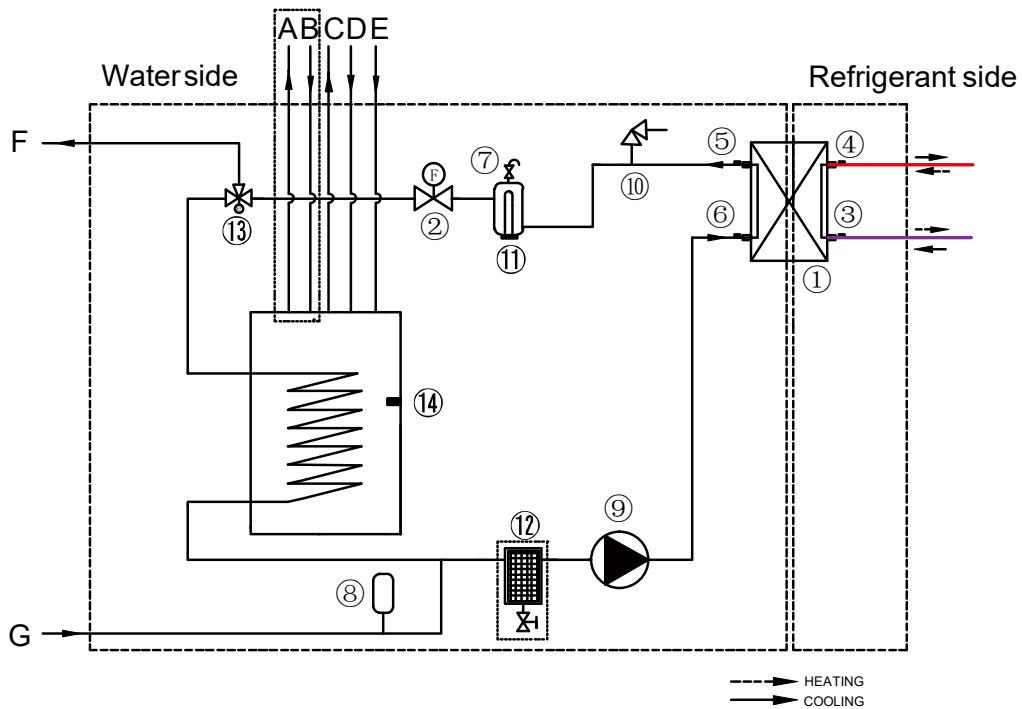 A B C D E
Water side
Refrigerant side
F
⑤
④
⑦
F
⑩
⑥
③
⑬
②
⑪
①
⑭
⑫
⑨
⑧
G
HEATING
COOLING